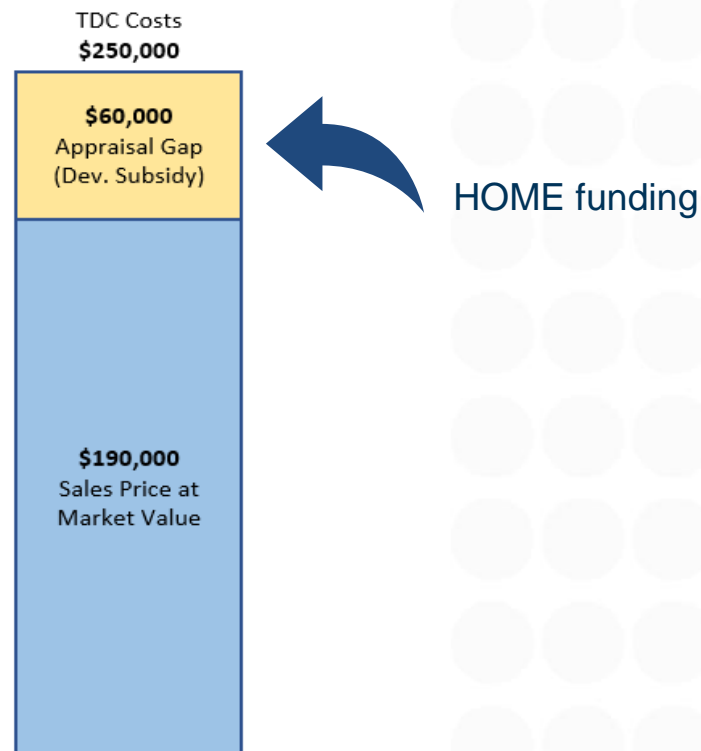 TDC Costs
$250,000
$60,000
Appraisal Gap
(Dev. Subsidy)
HOME funding
$190,000
Sales Price at
Market Value